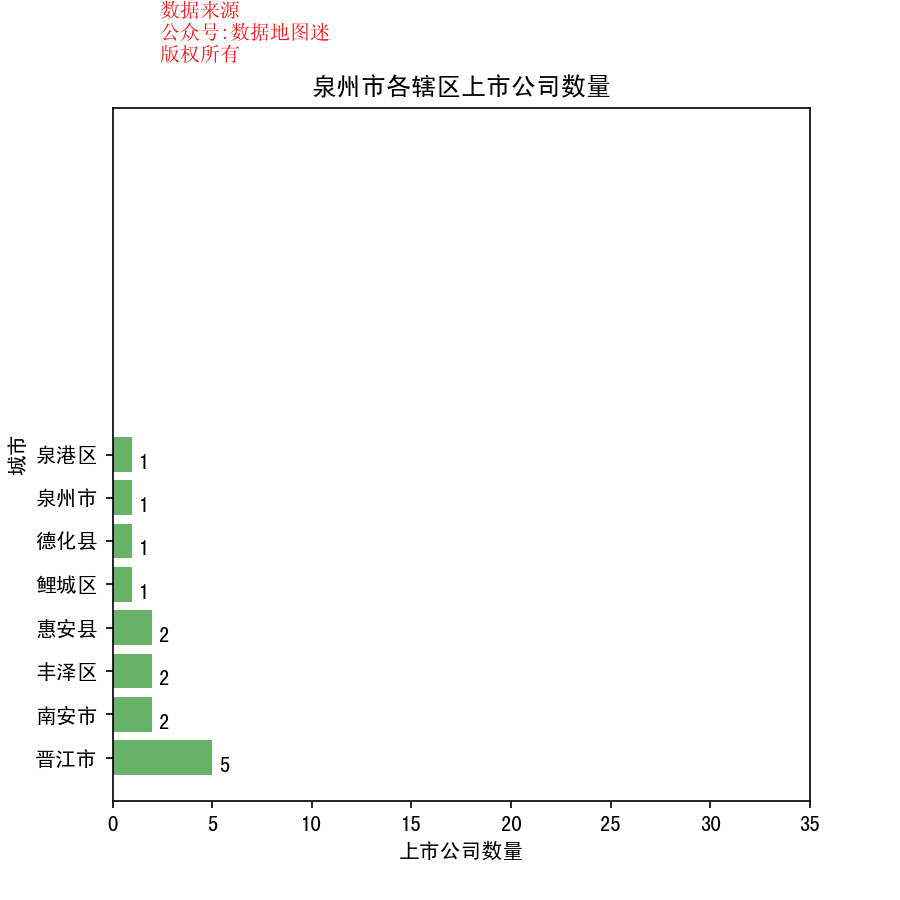 数据来源
公众号:数据地图迷
版权所有
泉州市各辖区上市公司数量
城市
泉港区 1
泉州市 1
德化县 1
鲤城区 1
惠安县 2
丰泽区 2
南安市 2
晋江市 5
0 5 10 15 20 25 30 35
上市公司数量